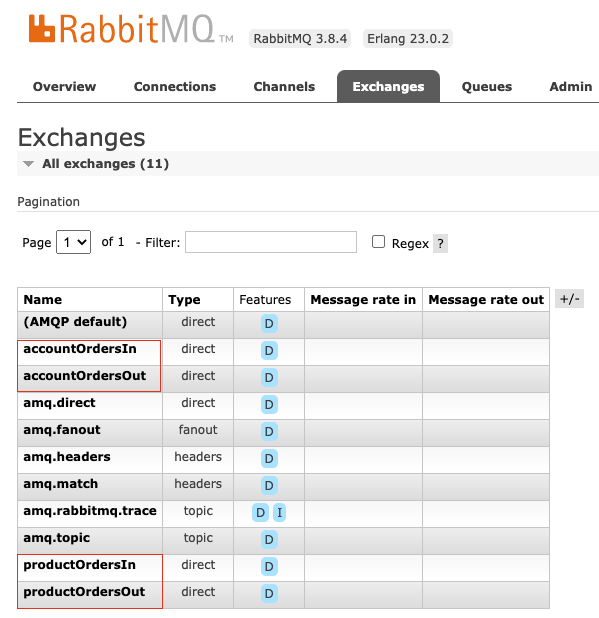 RabbitMQ TM RabbitMQ 3.8.4 Erlang 23.0.2
Overview Connections Channels Exchanges Queues Admin
Exchanges
All exchanges (11)
Pagination
Page 1 of 1 - Filter: Regex ?
Name Type Features Message rate in Message rate out +/-
(AMQP default) direct D
accountOrdersIn direct D
accountOrdersOut direct D
amq.direct direct D
amq.fanout fanout D
amq.headers headers D
amq.match headers D
amq.rabbitmq.trace topic D I
amq.topic topic D
productOrdersIn direct D
productOrdersOut direct D